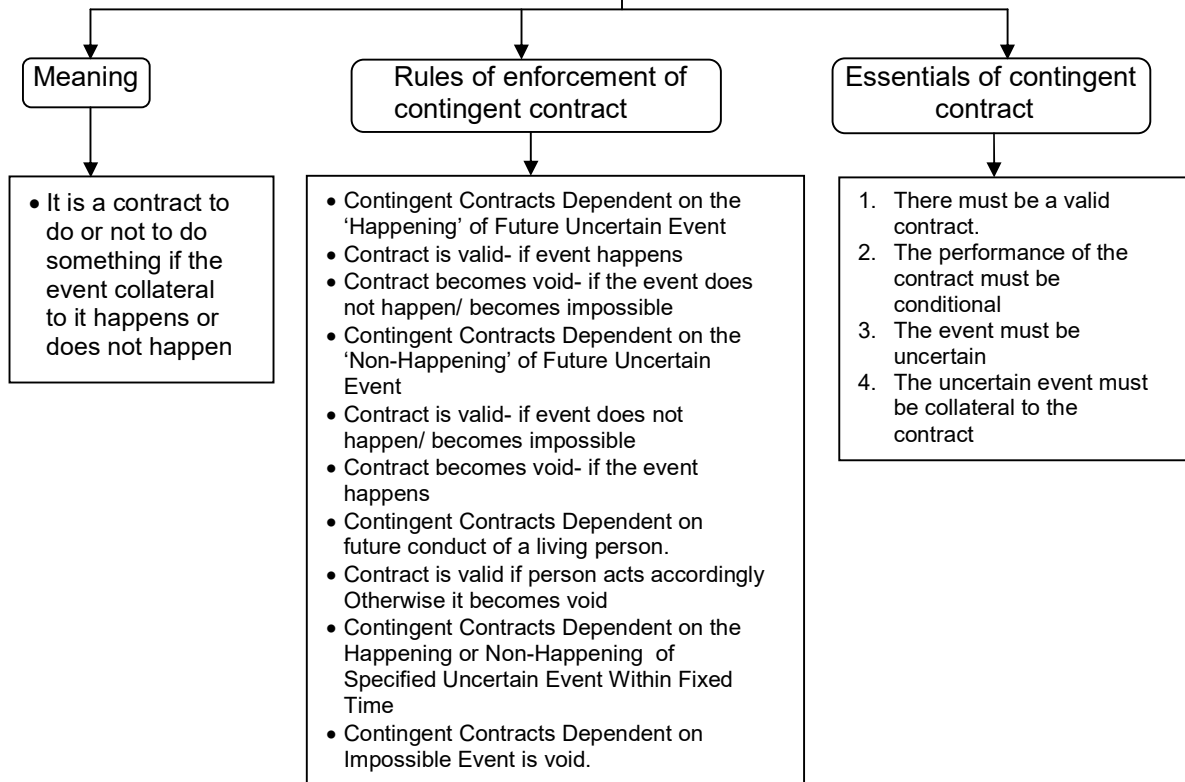 Meaning
• It is a contract to
do or not to do
something if the
event collateral
to it happens or
does not happen
Rules of enforcement of
contingent contract
• Contingent Contracts Dependent on the
‘Happening’ of Future Uncertain Event
• Contract is valid- if event happens
• Contract becomes void- if the event does
not happen/ becomes impossible
• Contingent Contracts Dependent on the
‘Non-Happening’ of Future Uncertain
Event
• Contract is valid- if event does not
happen/ becomes impossible
• Contract becomes void- if the event
happens
• Contingent Contracts Dependent on
future conduct of a living person.
• Contract is valid if person acts accordingly
Otherwise it becomes void
• Contingent Contracts Dependent on the
Happening or Non-Happening of
Specified Uncertain Event Within Fixed
Time
• Contingent Contracts Dependent on
Impossible Event is void.
Essentials of contingent
contract
1. There must be a valid
contract.
2. The performance of the
contract must be
conditional
3. The event must be
uncertain
4. The uncertain event must
be collateral to the
contract